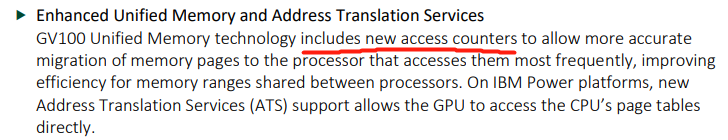 Enhanced Unified Memory and Address Translation Services
GV100 Unified Memory technology includes new access counters to allow more accurate
migration of memory pages to the processor that accesses them most frequently, improving
efficiency for memory ranges shared between processors. On IBM Power platforms, new
Address Translation Services (ATS) support allows the GPU to access the CPU’s page tables
directly.